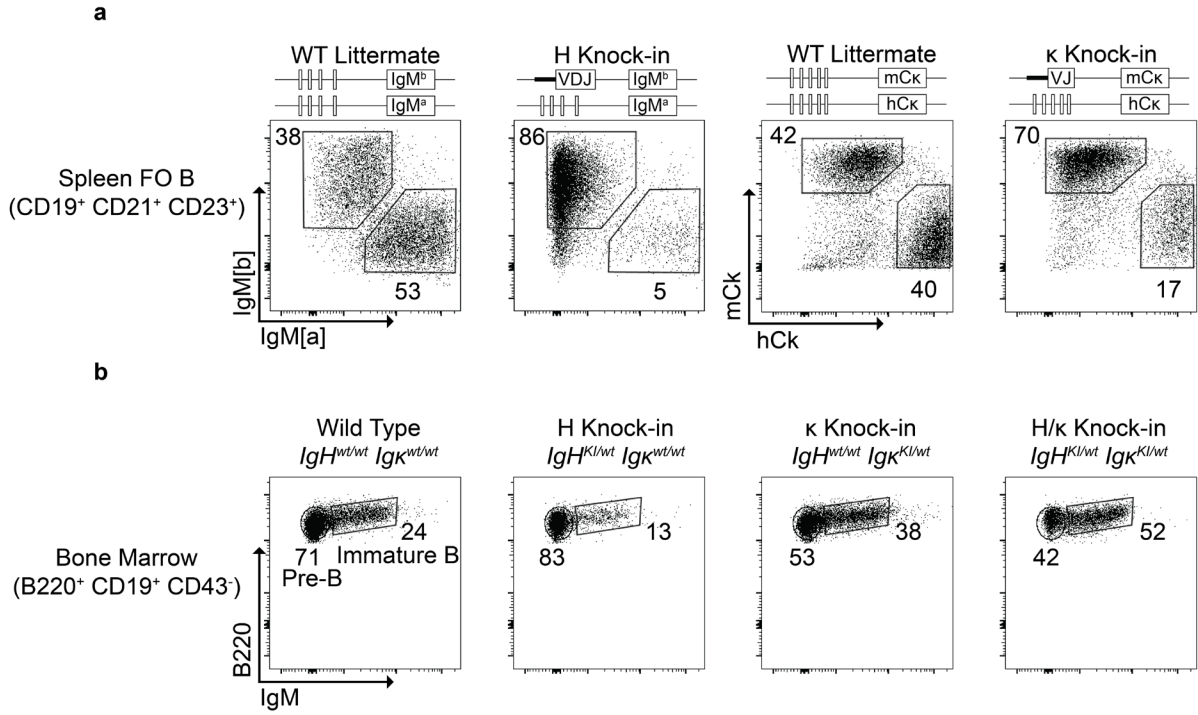 a
WT Littermate
IgMᵇ
IgMᵃ
H Knock-in
VDJ
IgMᵇ
IgMᵃ
WT Littermate
mCκ
hCκ
κ Knock-in
VJ
mCκ
hCκ
Spleen FO B
(CD19⁺ CD21⁺ CD23⁺)
38
53
86
5
42
40
70
17
IgM[b]
IgM[a]
mCk
hCk
b
Wild Type
IgHʷᵗ/ʷᵗ Igκʷᵗ/ʷᵗ
H Knock-in
IgHᴷᴵ/ʷᵗ Igκʷᵗ/ʷᵗ
κ Knock-in
IgHʷᵗ/ʷᵗ Igκᴷᴵ/ʷᵗ
H/κ Knock-in
IgHᴷᴵ/ʷᵗ Igκᴷᴵ/ʷᵗ
Bone Marrow
(B220⁺ CD19⁺ CD43⁻)
24
71 Immature B
Pre-B
13
83
38
53
52
42
B220
IgM